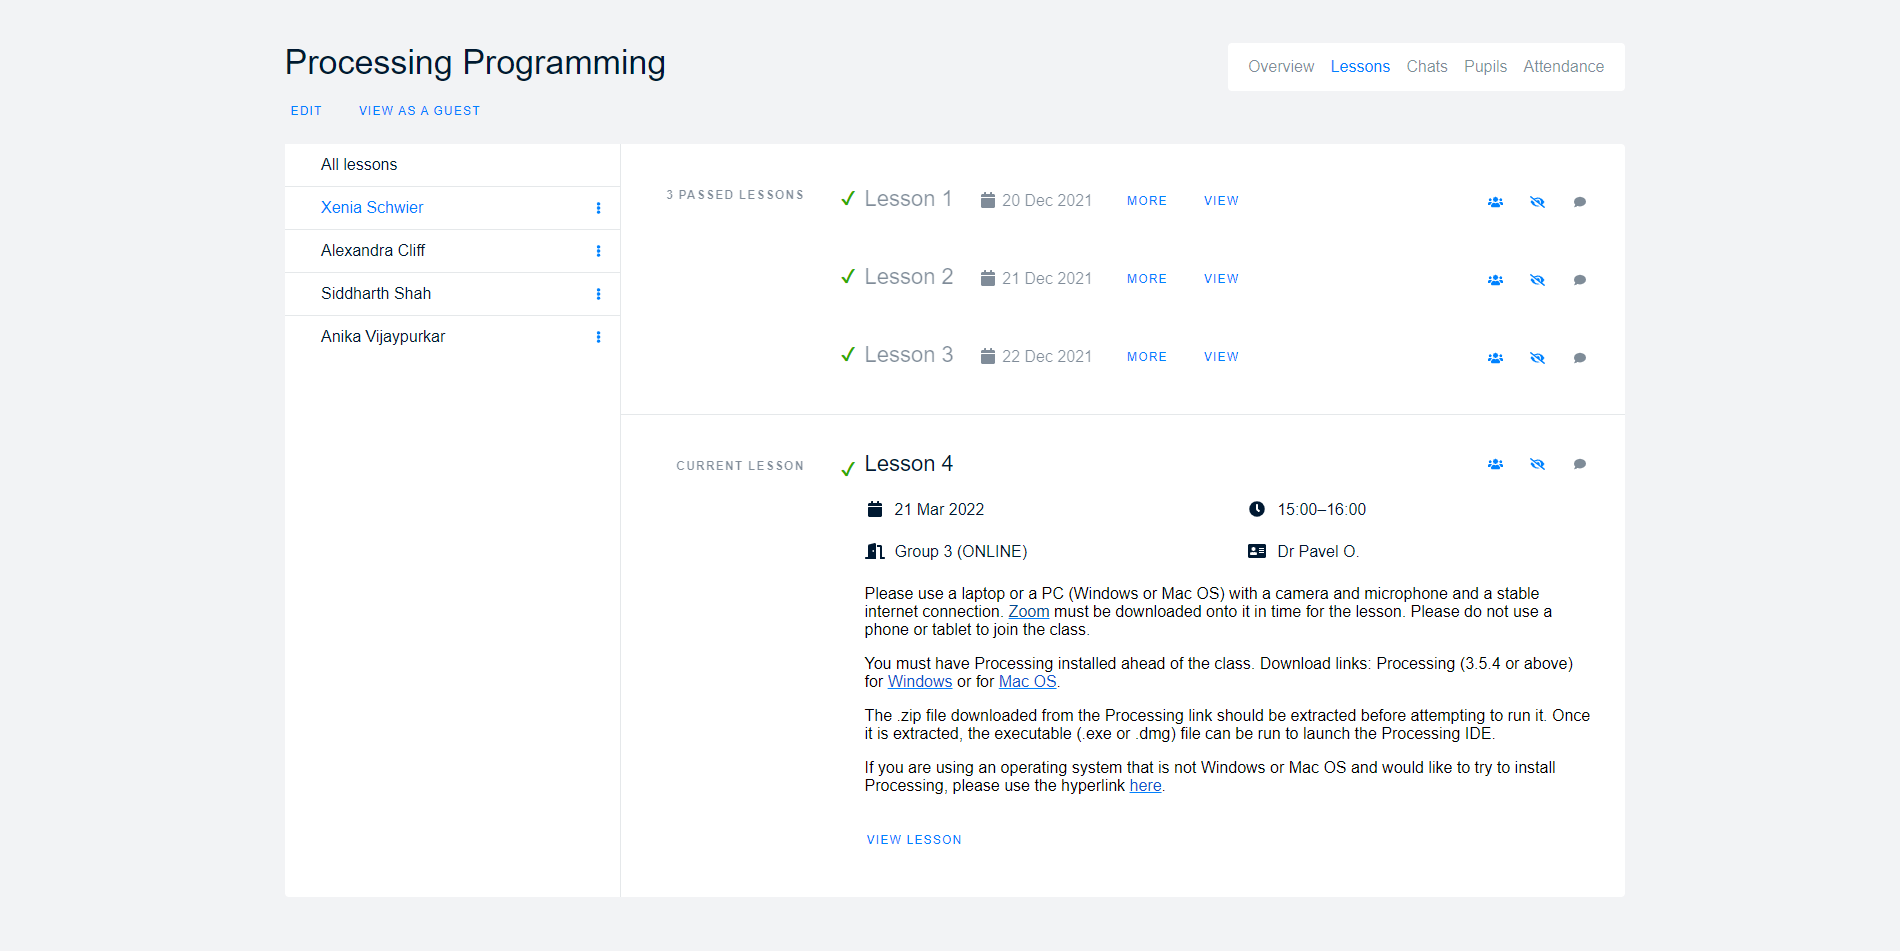 Processing Programming
Overview Lessons Chats Pupils Attendance
EDIT VIEW AS A GUEST
All lessons
Xenia Schwier
Alexandra Cliff
Siddharth Shah
Anika Vijaypurkar
3 PASSED LESSONS
Lesson 1 20 Dec 2021 MORE VIEW
Lesson 2 21 Dec 2021 MORE VIEW
Lesson 3 22 Dec 2021 MORE VIEW
CURRENT LESSON
Lesson 4
21 Mar 2022 15:00–16:00
Group 3 (ONLINE) Dr Pavel O.
Please use a laptop or a PC (Windows or Mac OS) with a camera and microphone and a stable
internet connection. Zoom must be downloaded onto it in time for the lesson. Please do not use a
phone or tablet to join the class.
You must have Processing installed ahead of the class. Download links: Processing (3.5.4 or above)
for Windows or for Mac OS.
The .zip file downloaded from the Processing link should be extracted before attempting to run it. Once
it is extracted, the executable (.exe or .dmg) file can be run to launch the Processing IDE.
If you are using an operating system that is not Windows or Mac OS and would like to try to install
Processing, please use the hyperlink here.
VIEW LESSON